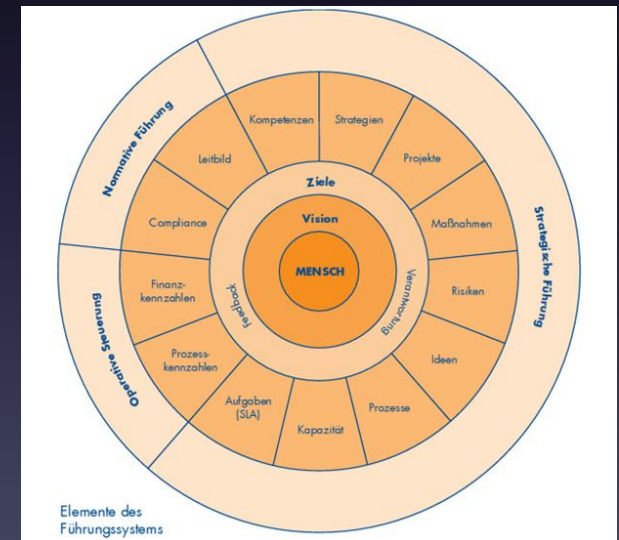 Normative Führung
Strategische Führung
Operative Steuerung
Kompetenzen
Strategien
Projekte
Maßnahmen
Risiken
Ideen
Prozesse
Kapazität
Aufgaben
(SLA)
Prozess-
kennzahlen
Finanz-
kennzahlen
Compliance
Leitbild
Ziele
Verantwortung
Feedback
Vision
MENSCH
Elemente des
Führungssystems